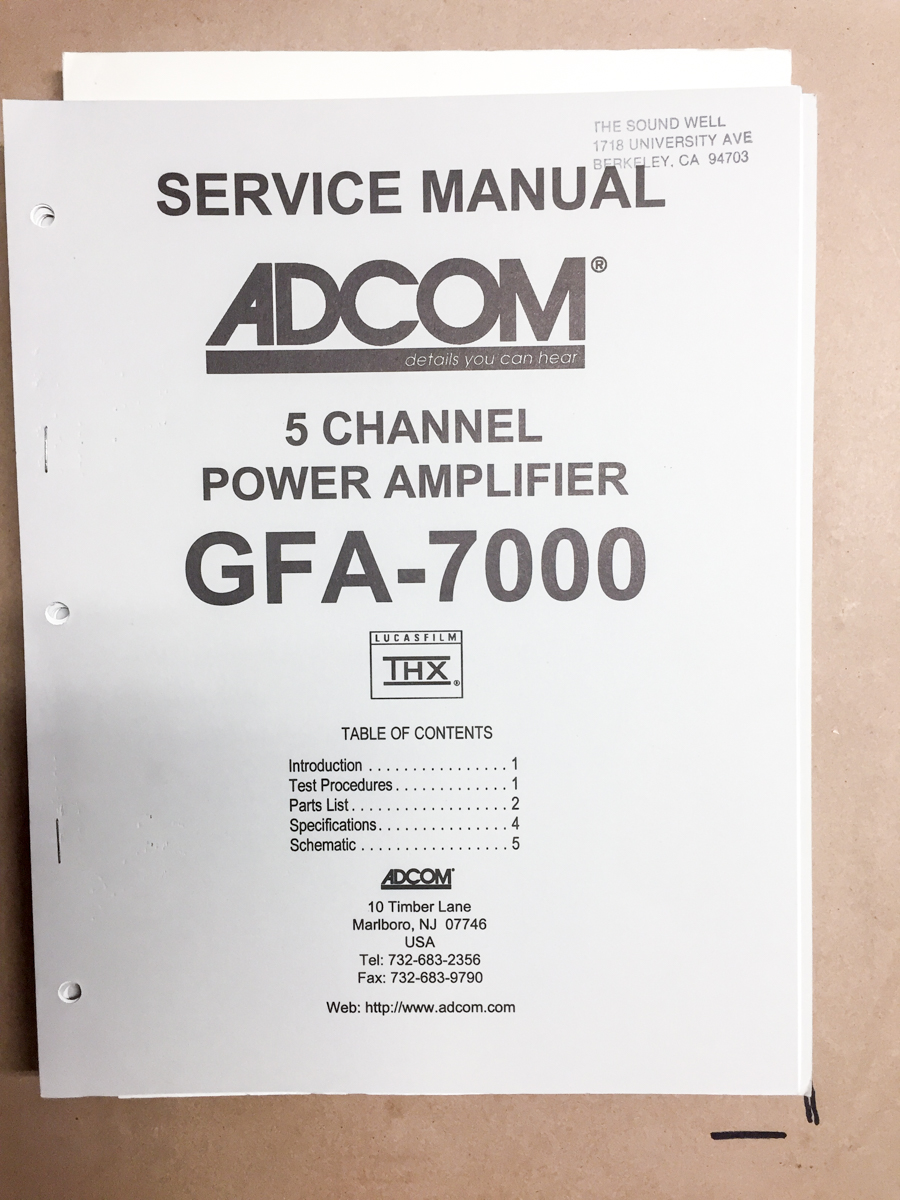 THE SOUND WELL
1718 UNIVERSITY AVE
BERKELEY, CA 94703
SERVICE MANUAL
ADCOM®
details you can hear
5 CHANNEL
POWER AMPLIFIER
GFA-7000
LUCASFILM
THX®
TABLE OF CONTENTS
Introduction . . . . . . . . . . . . . . . . 1
Test Procedures . . . . . . . . . . . . . 1
Parts List . . . . . . . . . . . . . . . . . . 2
Specifications . . . . . . . . . . . . . . . 4
Schematic . . . . . . . . . . . . . . . . . 5
ADCOM®
10 Timber Lane
Marlboro, NJ 07746
USA
Tel: 732-683-2356
Fax: 732-683-9790
Web: http://www.adcom.com